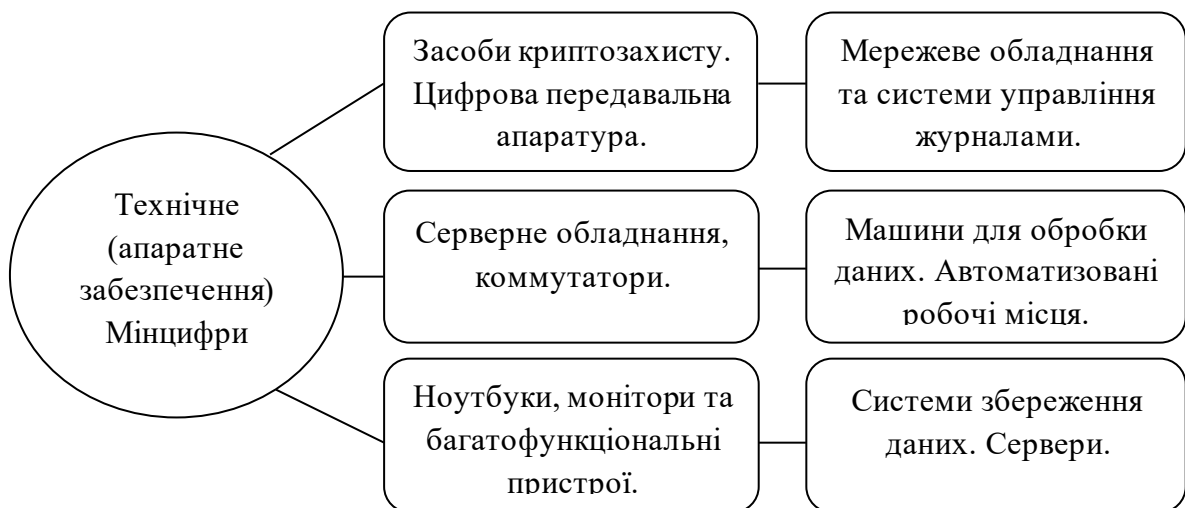 Технічне
(апаратне
забезпечення)
Мінцифри
Засоби криптозахисту.
Цифрова передавальна
апаратура.
Мережеве обладнання
та системи управління
журналами.
Серверне обладнання,
коммутатори.
Машини для обробки
даних. Автоматизовані
робочі місця.
Ноутбуки, монітори та
багатофункціональні
пристрої.
Системи збереження
даних. Сервери.